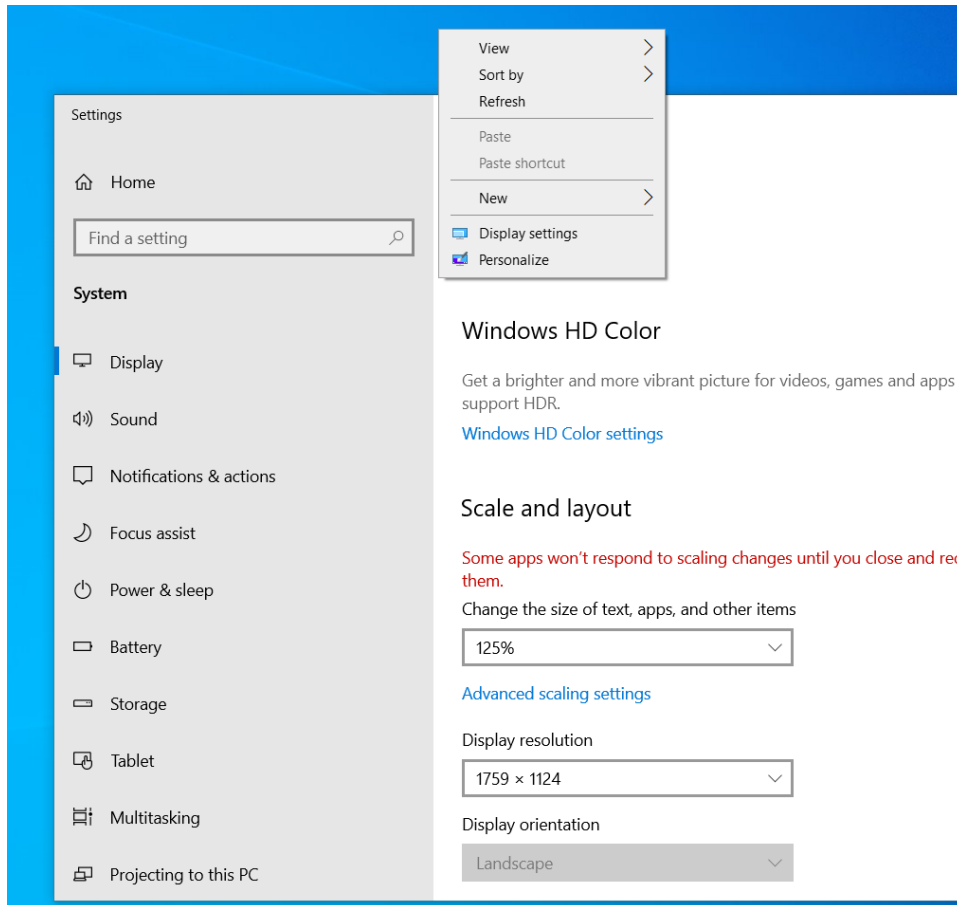 View
Sort by
Refresh
Paste
Paste shortcut
New
Display settings
Personalize
Settings
Home
Find a setting
System
Display
Sound
Notifications & actions
Focus assist
Power & sleep
Battery
Storage
Tablet
Multitasking
Projecting to this PC
Windows HD Color
Get a brighter and more vibrant picture for videos, games and apps
support HDR.
Windows HD Color settings
Scale and layout
Some apps won't respond to scaling changes until you close and
them.
Change the size of text, apps, and other items
125%
Advanced scaling settings
Display resolution
1759 × 1124
Display orientation
Landscape